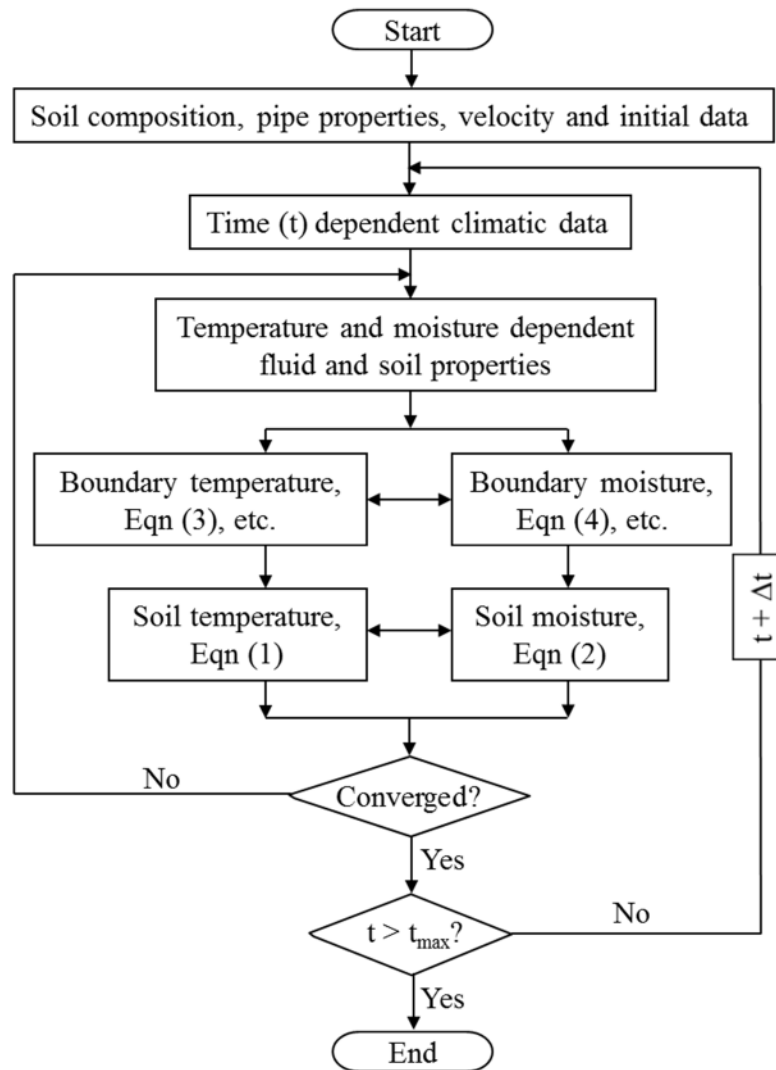 Start
Soil composition, pipe properties, velocity and initial data
Time (t) dependent climatic data
Temperature and moisture dependent
fluid and soil properties
Boundary temperature,
Eqn (3), etc.
Boundary moisture,
Eqn (4), etc.
Soil temperature,
Eqn (1)
Soil moisture,
Eqn (2)
t + Δt
No
Converged?
Yes
t > tmax?
No
Yes
End